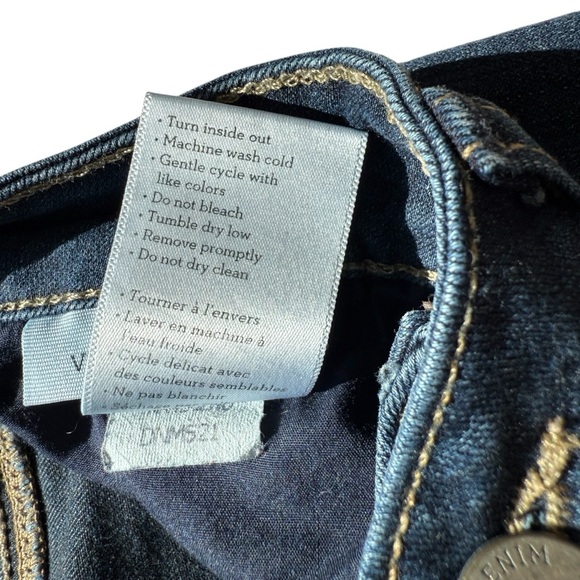 • Turn inside out
• Machine wash cold
• Gentle cycle with
like colors
• Do not bleach
• Tumble dry low
• Remove promptly
• Do not dry clean
• Tourner à l'envers
• Laver en machine à
l'eau froide
• Cycle délicat avec
des couleurs semblables
• Ne pas blanchir
W
DNMS21
ENIM